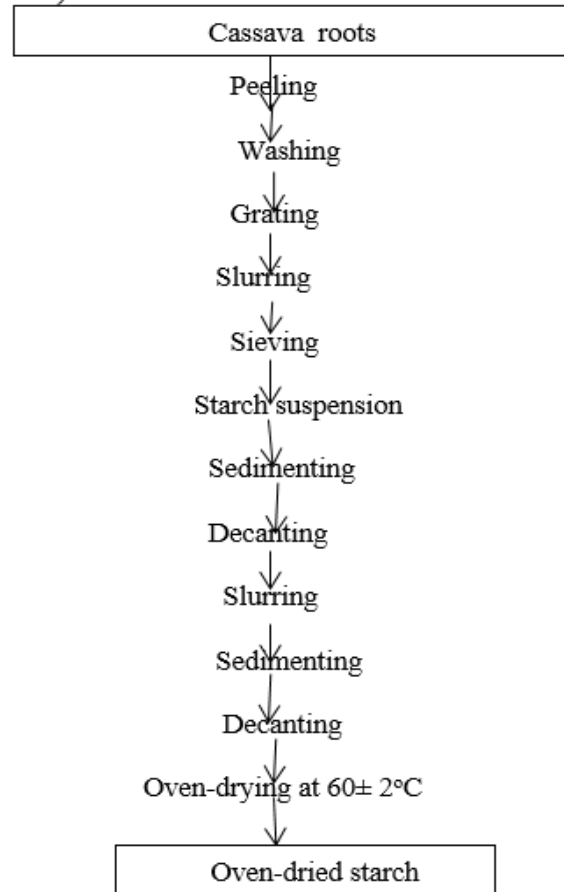 Cassava roots
Peeling
Washing
Grating
Slurring
Sieving
Starch suspension
Sedimenting
Decanting
Slurring
Sedimenting
Decanting
Oven-drying at 60± 2°C
Oven-dried starch